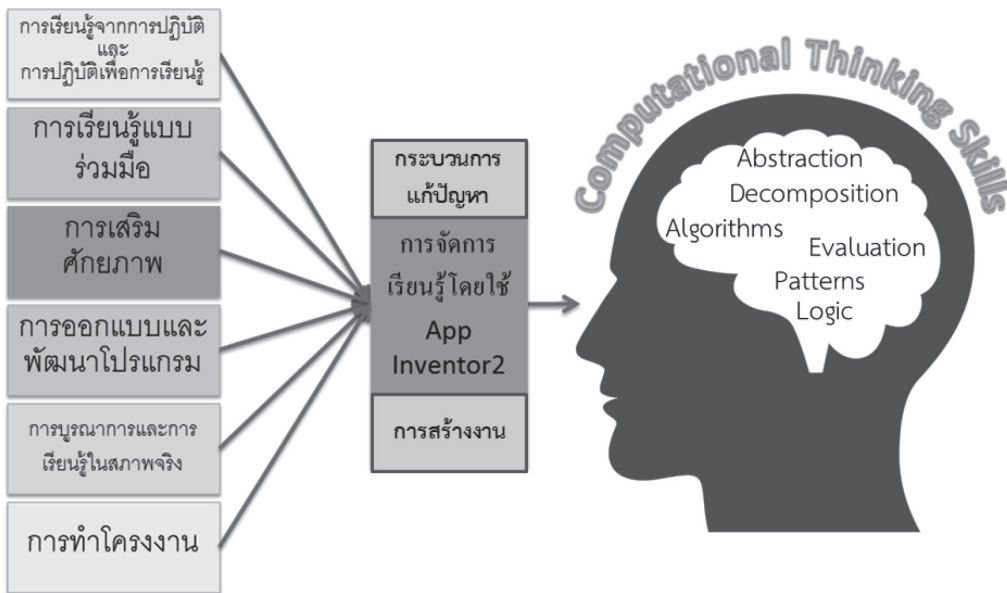 การเรียนรู้จากการปฏิบัติ
และ
การปฏิบัติเพื่อการเรียนรู้
การเรียนรู้แบบ
ร่วมมือ
การเสริม
ศักยภาพ
การออกแบบและ
พัฒนาโปรแกรม
การบูรณาการและการ
เรียนรู้ในสภาพจริง
การทำโครงงาน
กระบวนการ
แก้ปัญหา
การจัดการ
เรียนรู้โดยใช้
App
Inventor2
การสร้างงาน
Computational Thinking Skills
Abstraction
Decomposition
Algorithms
Evaluation
Patterns
Logic